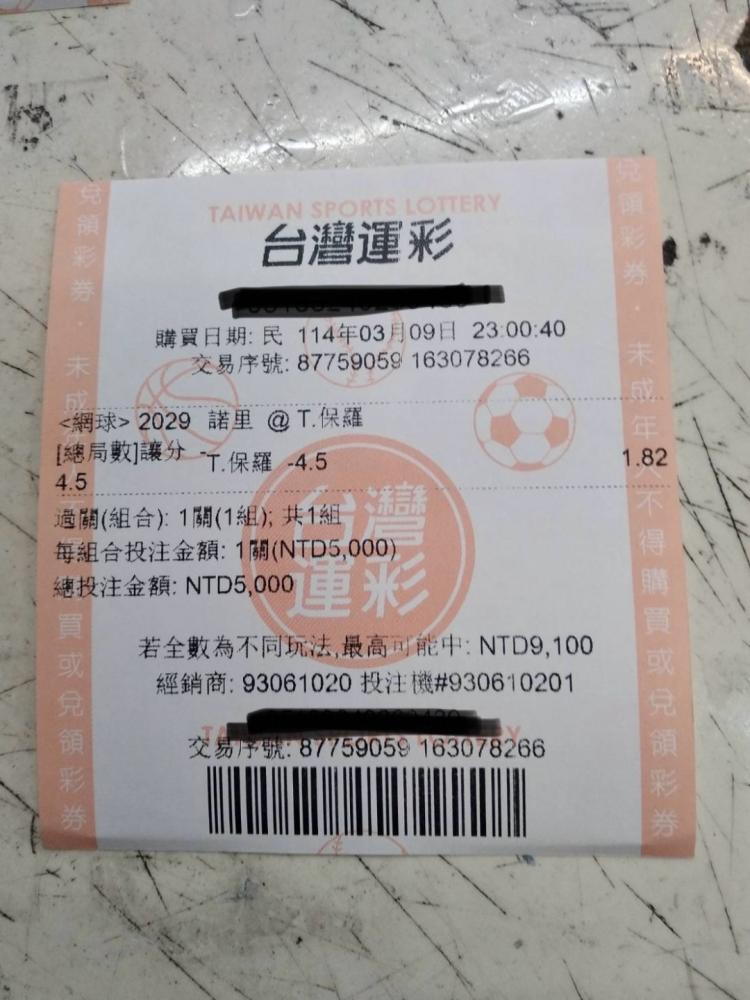 TAIWAN SPORTS LOTTERY
台灣運彩
購買日期: 民 114年03月09日 23:00:40
交易序號: 87759059 163078266
<網球> 2029 諾里 @ T.保羅
[總局數]讓分 -4.5 T.保羅 -4.5 1.82
過關(組合): 1關(1組); 共1組
每組合投注金額: 1關(NTD5,000)
總投注金額: NTD5,000
台灣運彩
若全數為不同玩法,最高可能中: NTD9,100
經銷商: 93061020 投注機#930610201
交易序號: 87759059 163078266
兌領彩券．未成年
買或兌領彩券
兌領彩券．未成年人不得購買或兌領彩券